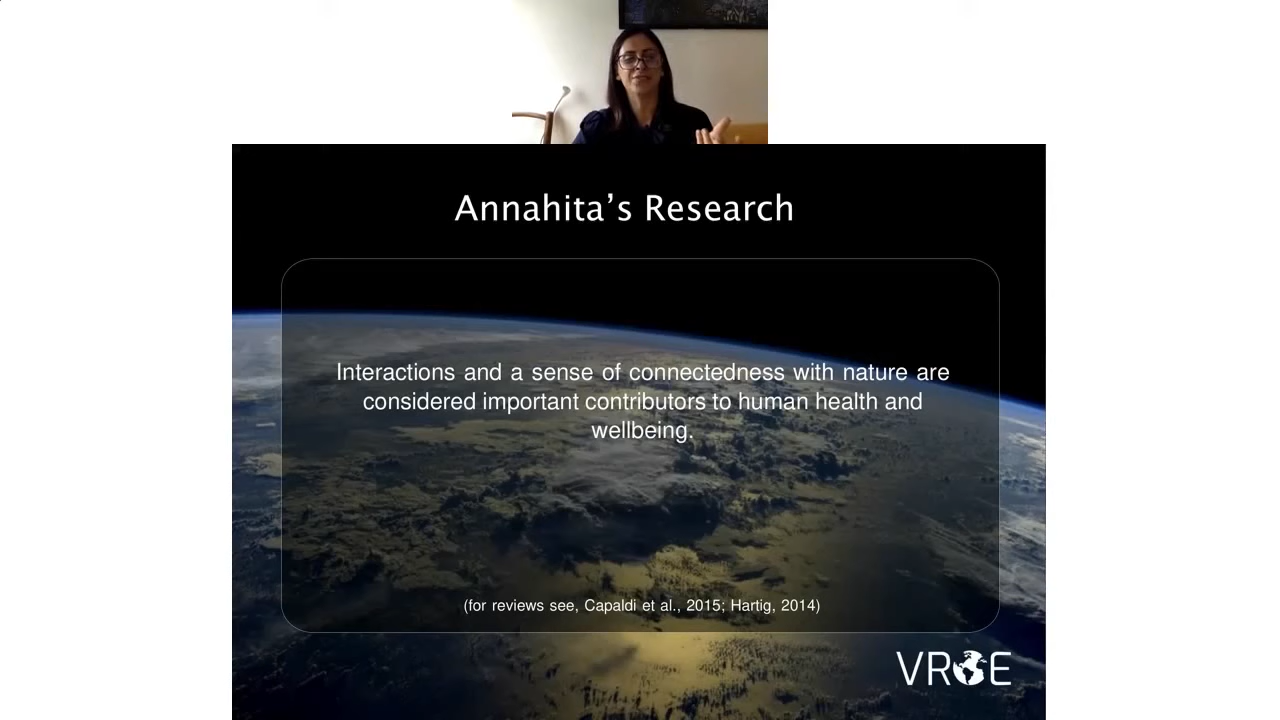 Annahita’s Research
Interactions and a sense of connectedness with nature are
considered important contributors to human health and
wellbeing.
(for reviews see, Capaldi et al., 2015; Hartig, 2014)
VROE